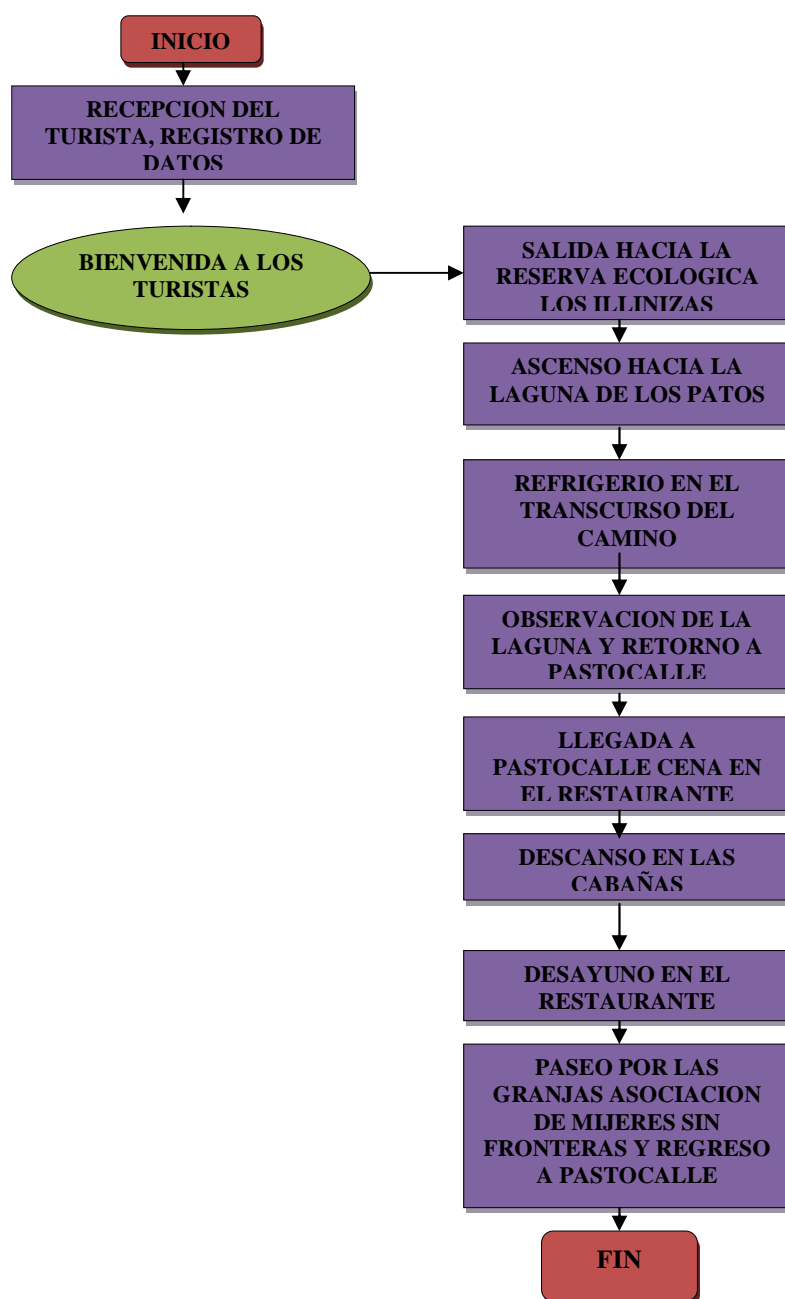 INICIO
RECEPCION DEL
TURISTA, REGISTRO DE
DATOS
BIENVENIDA A LOS
TURISTAS
SALIDA HACIA LA
RESERVA ECOLOGICA
LOS ILLINIZAS
ASCENSO HACIA LA
LAGUNA DE LOS PATOS
REFRIGERIO EN EL
TRANSCURSO DEL
CAMINO
OBSERVACION DE LA
LAGUNA Y RETORNO A
PASTOCALLE
LLEGADA A
PASTOCALLE CENA EN
EL RESTAURANTE
DESCANSO EN LAS
CABAÑAS
DESAYUNO EN EL
RESTAURANTE
PASEO POR LAS
GRANJAS ASOCIACION
DE MIJERES SIN
FRONTERAS Y REGRESO
A PASTOCALLE
FIN